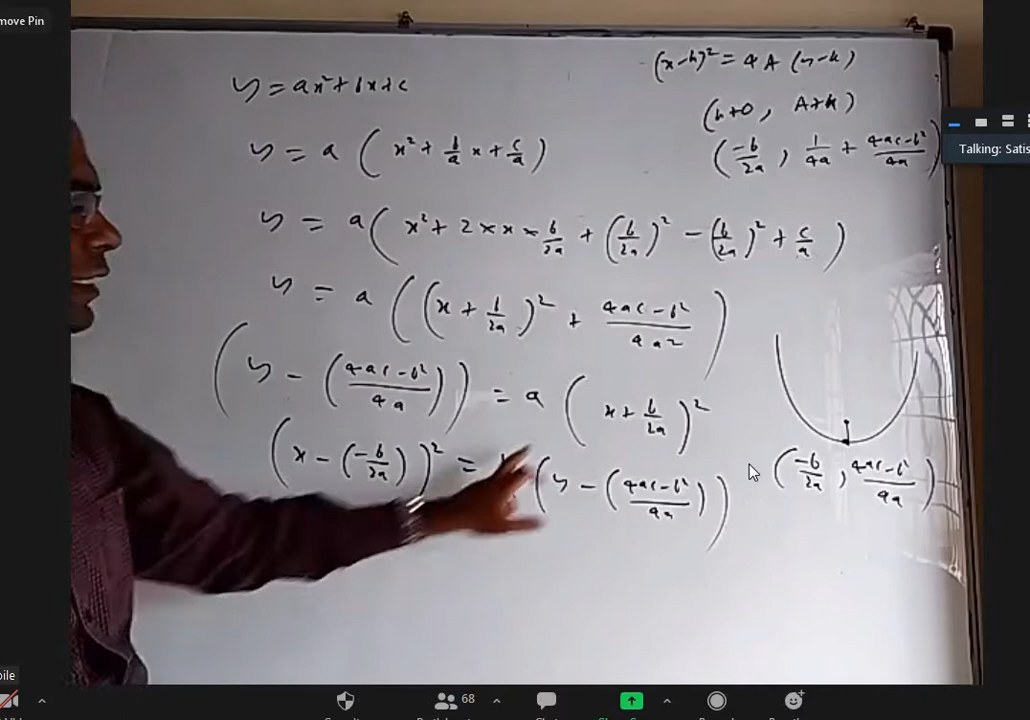 move Pin
(x-h)² = 4A (y-k)
y = ax²+bx+c
(h+0, A+k)
y = a (x² + b/a x + c/a)
(-b/2a, 1/4a + 4ac-b²/4a)
Talking: Satis
y = a (x² + 2 × x × b/2a + (b/2a)² - (b/2a)² + c/a)
y = a ((x + b/2a)² + 4ac-b²/4a2)
(y - (4ac-b²/4a)) = a (x + b/2a)²
(x - (-b/2a))² = (y - (4ac-b²/4a))
(-b/2a, 4ac-b²/4a)
68